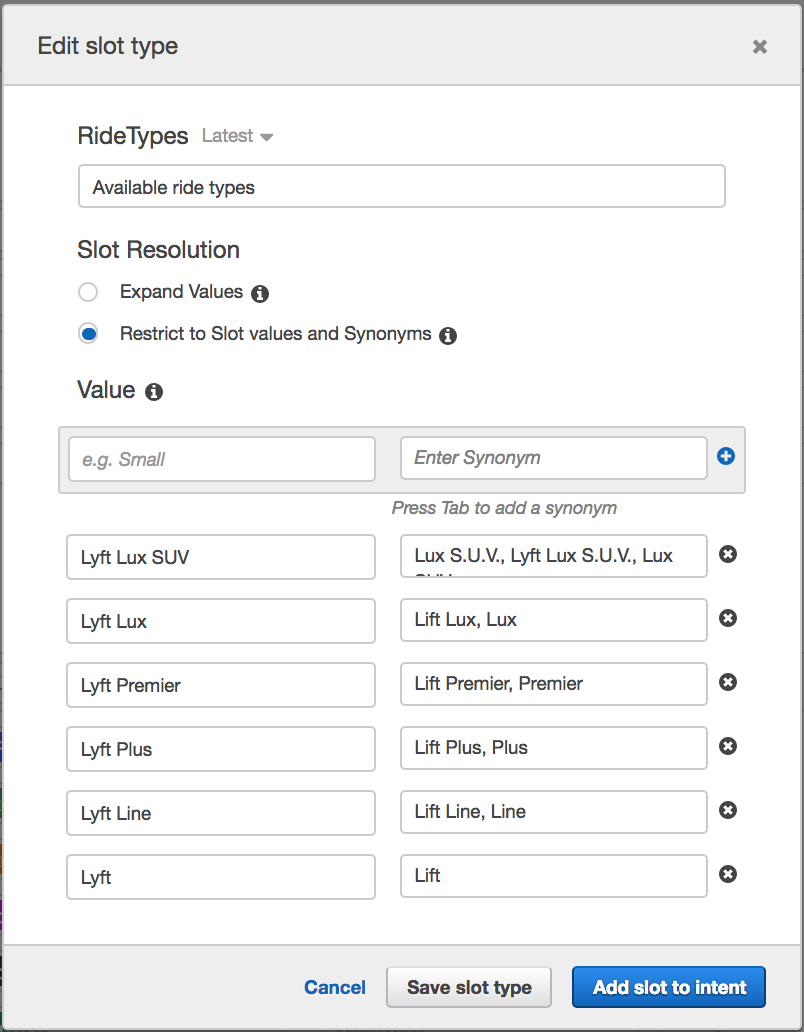 Edit slot type
RideTypes Latest
Available ride types
Slot Resolution
Expand Values
Restrict to Slot values and Synonyms
Value
e.g. Small Enter Synonym
Press Tab to add a synonym
Lyft Lux SUV Lux S.U.V., Lyft Lux S.U.V., Lux
Lyft Lux Lift Lux, Lux
Lyft Premier Lift Premier, Premier
Lyft Plus Lift Plus, Plus
Lyft Line Lift Line, Line
Lyft Lift
Cancel Save slot type Add slot to intent